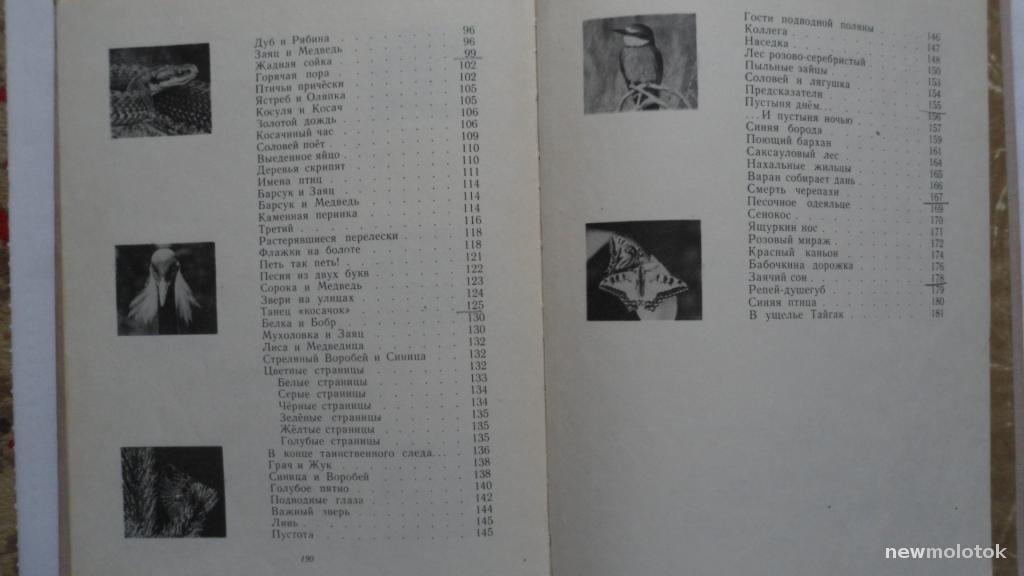 Дуб и Рябина 96
Заяц и Медведь 96
Жадная сойка 99
Горячая пора 102
Птичьи причёски 102
Ястреб и Оляпка 105
Косуля и Косач 105
Золотой дождь 106
Косачиный час 106
Соловей поёт 109
Выеденное яйцо 110
Деревья скрипят 110
Имена птиц 111
Барсук и Заяц 114
Барсук и Медведь 114
Каменная перинка 114
Третий 116
Растерявшиеся перелески 118
Флажки на болоте 118
Петь так петь! 121
Песня из двух букв 122
Сорока и Медведь 123
Звери на улицах 124
Танец «косачок» 125
Белка и Бобр 130
Мухоловка и Заяц 130
Лиса и Медведица 132
Стреляный Воробей и Синица 132
Цветные страницы 132
Белые страницы 133
Серые страницы 134
Чёрные страницы 134
Зелёные страницы 135
Жёлтые страницы 135
Голубые страницы 135
В конце таинственного следа... 136
Грач и Жук 138
Синица и Воробей 138
Голубое пятно 140
Подводные глаза 142
Важный зверь 144
Линь 145
Пустота 145
190
Гости подводной поляны 146
Коллега 147
Наседка 148
Лес розово-серебристый 150
Пыльные зайцы 153
Соловей и лягушка 154
Предсказатели 155
Пустыня днём... 156
...И пустыня ночью 157
Синяя борода 159
Поющий бархан 161
Саксауловый лес 164
Нахальные жильцы 165
Варан собирает дань 166
Смерть черепахи 167
Песочное одеяльце 169
Сенокос 170
Ящуркин нос 171
Розовый мираж 172
Красный каньон 174
Бабочкина дорожка 176
Заячий сон 178
Репей-душегуб 179
Синяя птица 180
В ущелье Тайгак 181
newmolotok